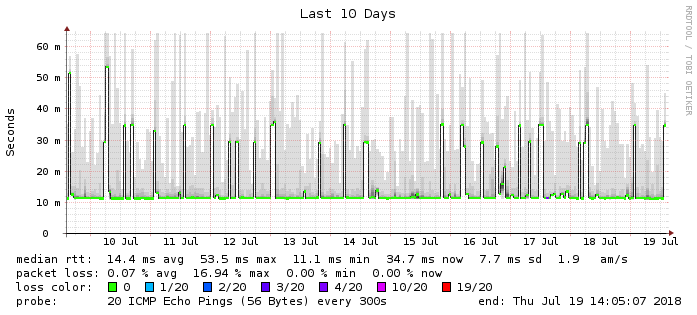 Last 10 Days
RRDTOOL / TOBI OETIKER
Seconds
60 m
50 m
40 m
30 m
20 m
10 m
0
10 Jul 11 Jul 12 Jul 13 Jul 14 Jul 15 Jul 16 Jul 17 Jul 18 Jul 19 Jul
median rtt: 14.4 ms avg 53.5 ms max 11.1 ms min 34.7 ms now 7.7 ms sd 1.9 am/s
packet loss: 0.07 % avg 16.94 % max 0.00 % min 0.00 % now
loss color: 0 1/20 2/20 3/20 4/20 10/20 19/20
probe: 20 ICMP Echo Pings (56 Bytes) every 300s end: Thu Jul 19 14:05:07 2018